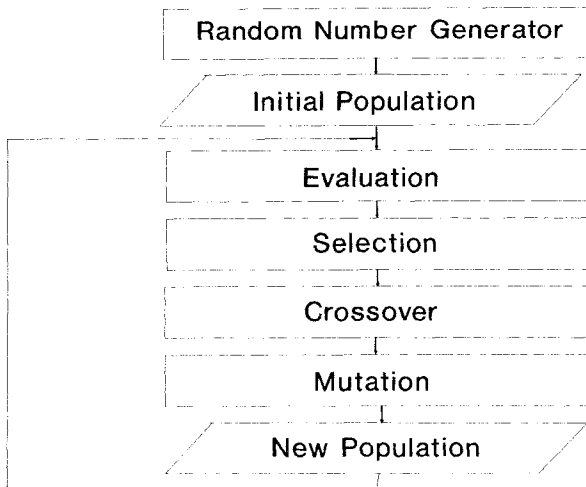 Random Number Generator
Initial Population
Evaluation
Selection
Crossover
Mutation
New Population